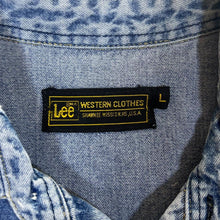 Lee
WESTERN CLOTHES
SHAWNEE MISSION KS, U.S.A.
L